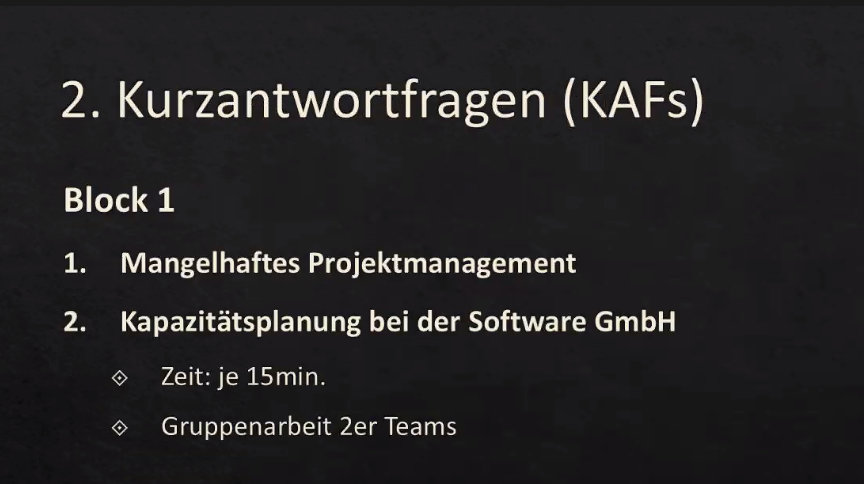 2. Kurzantwortfragen (KAFs)
Block 1
1. Mangelhaftes Projektmanagement
2. Kapazitätsplanung bei der Software GmbH
Zeit: je 15min.
Gruppenarbeit 2er Teams